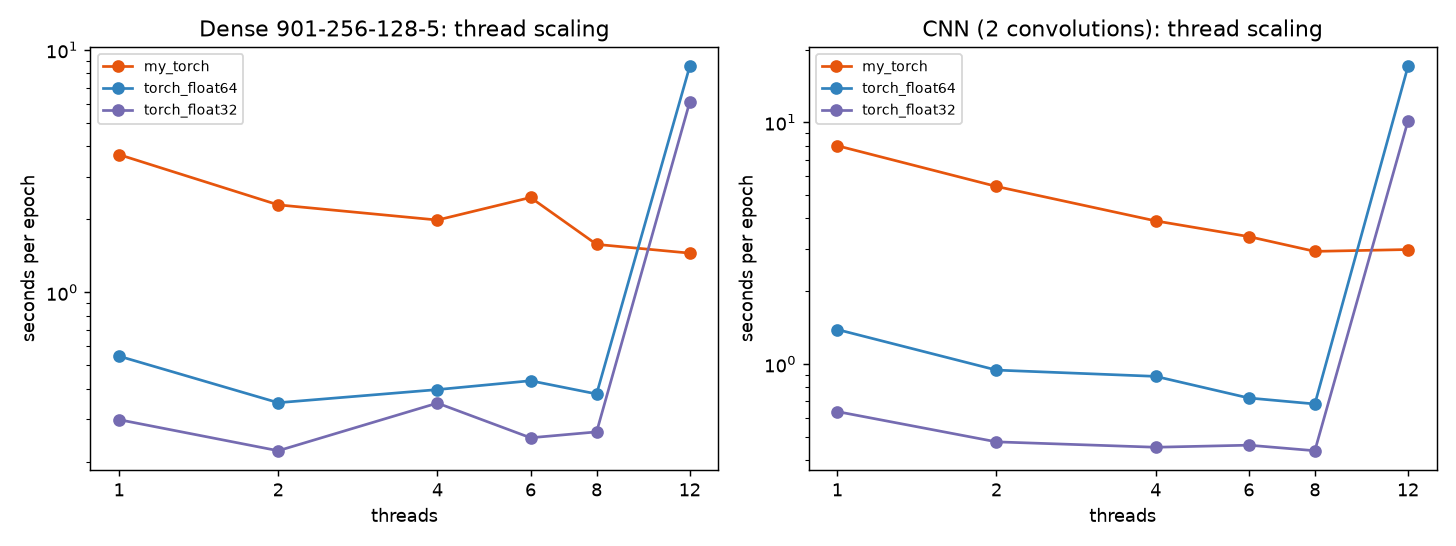 Dense 901-256-128-5: thread scaling
my_torch
torch_float64
torch_float32
10¹
10⁰
seconds per epoch
1 2 4 6 8 12
threads
CNN (2 convolutions): thread scaling
my_torch
torch_float64
torch_float32
10¹
10⁰
seconds per epoch
1 2 4 6 8 12
threads